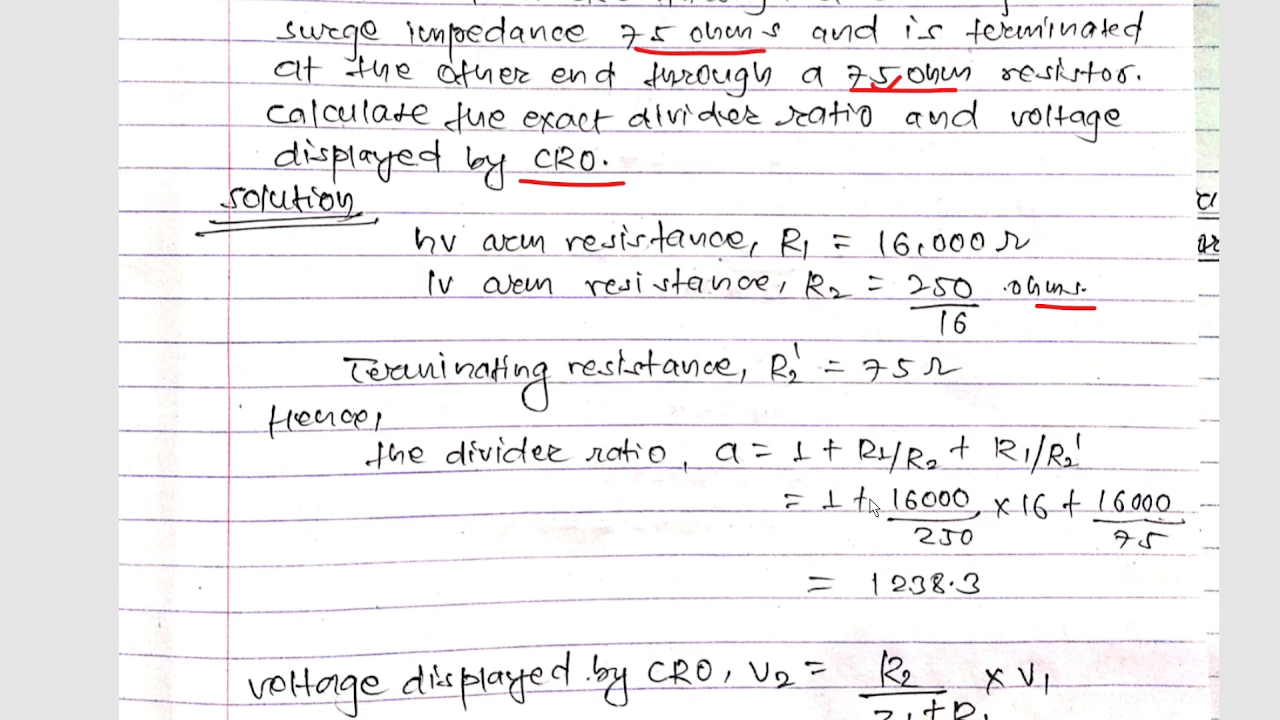 surge impedance 75 ohms and is terminated
at the other end through a 75 ohm resistor.
calculate the exact divider ratio and voltage
displayed by CRO.
Solution
hv arm resistance, R1 = 16,000 Ω
lv arm resistance, R2 = 250/16 ohms.
Terminating resistance, R2' = 75 Ω
Hence,
the divider ratio, a = 1 + R1/R2 + R1/R2'
= 1 + 16000/250 × 16 + 16000/75
= 1238.3
voltage displayed by CRO, V2 = R2 × V1